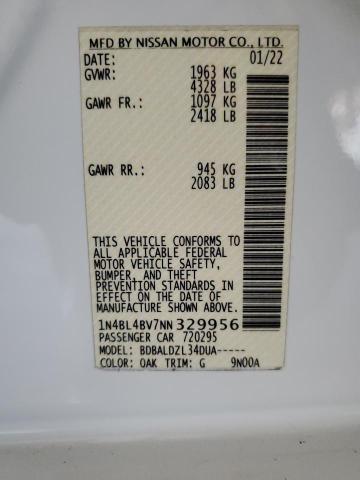 MFD BY NISSAN MOTOR CO., LTD.
DATE: 01/22
GVWR: 1963 KG
4328 LB
GAWR FR.: 1097 KG
2418 LB
GAWR RR.: 945 KG
2083 LB
THIS VEHICLE CONFORMS TO
ALL APPLICABLE FEDERAL
MOTOR VEHICLE SAFETY,
BUMPER, AND THEFT
PREVENTION STANDARDS IN
EFFECT ON THE DATE OF
MANUFACTURE SHOWN ABOVE.
1N4BL4BV7NN329956
PASSENGER CAR 720295
MODEL: BDBALDZL34DUA-----
COLOR: OAK TRIM: G 9N00A